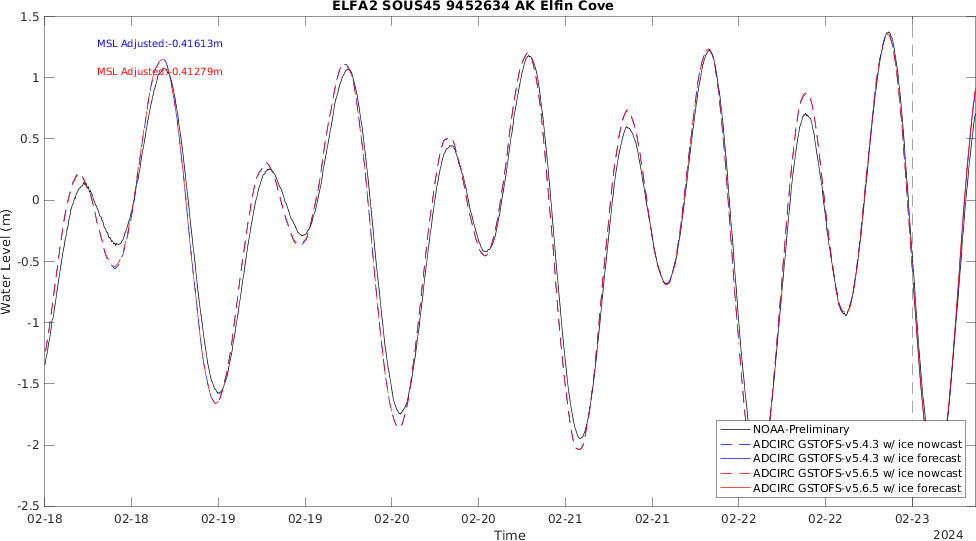 ELFA2 SOUS45 9452634 AK Elfin Cove
MSL Adjusted:-0.41613m
MSL Adjusted:-0.41279m
Water Level (m)
1.5
1
0.5
0
-0.5
-1
-1.5
-2
-2.5
NOAA-Preliminary
ADCIRC GSTOFS-v5.4.3 w/ ice nowcast
ADCIRC GSTOFS-v5.4.3 w/ ice forecast
ADCIRC GSTOFS-v5.6.5 w/ ice nowcast
ADCIRC GSTOFS-v5.6.5 w/ ice forecast
02-18 02-18 02-19 02-19 02-20 02-20 02-21 02-21 02-22 02-22 02-23
Time
2024